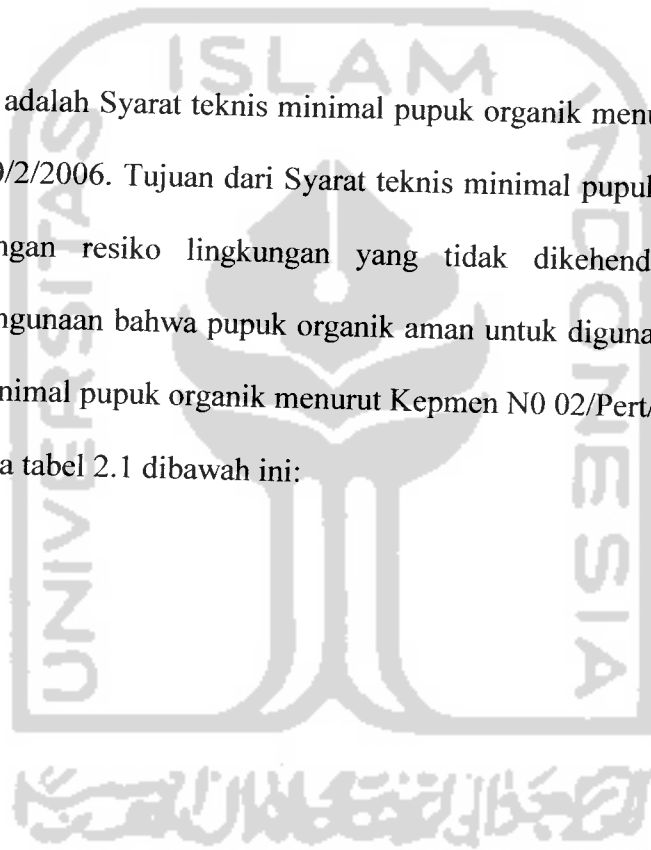 ISLAM
UNIVERSITAS
INDONESIA
adalah Syarat teknis minimal pupuk organik menu
/2/2006. Tujuan dari Syarat teknis minimal pupuk
ngan resiko lingkungan yang tidak dikehend
ngunaan bahwa pupuk organik aman untuk diguna
nimal pupuk organik menurut Kepmen N0 02/Pert/
a tabel 2.1 dibawah ini: